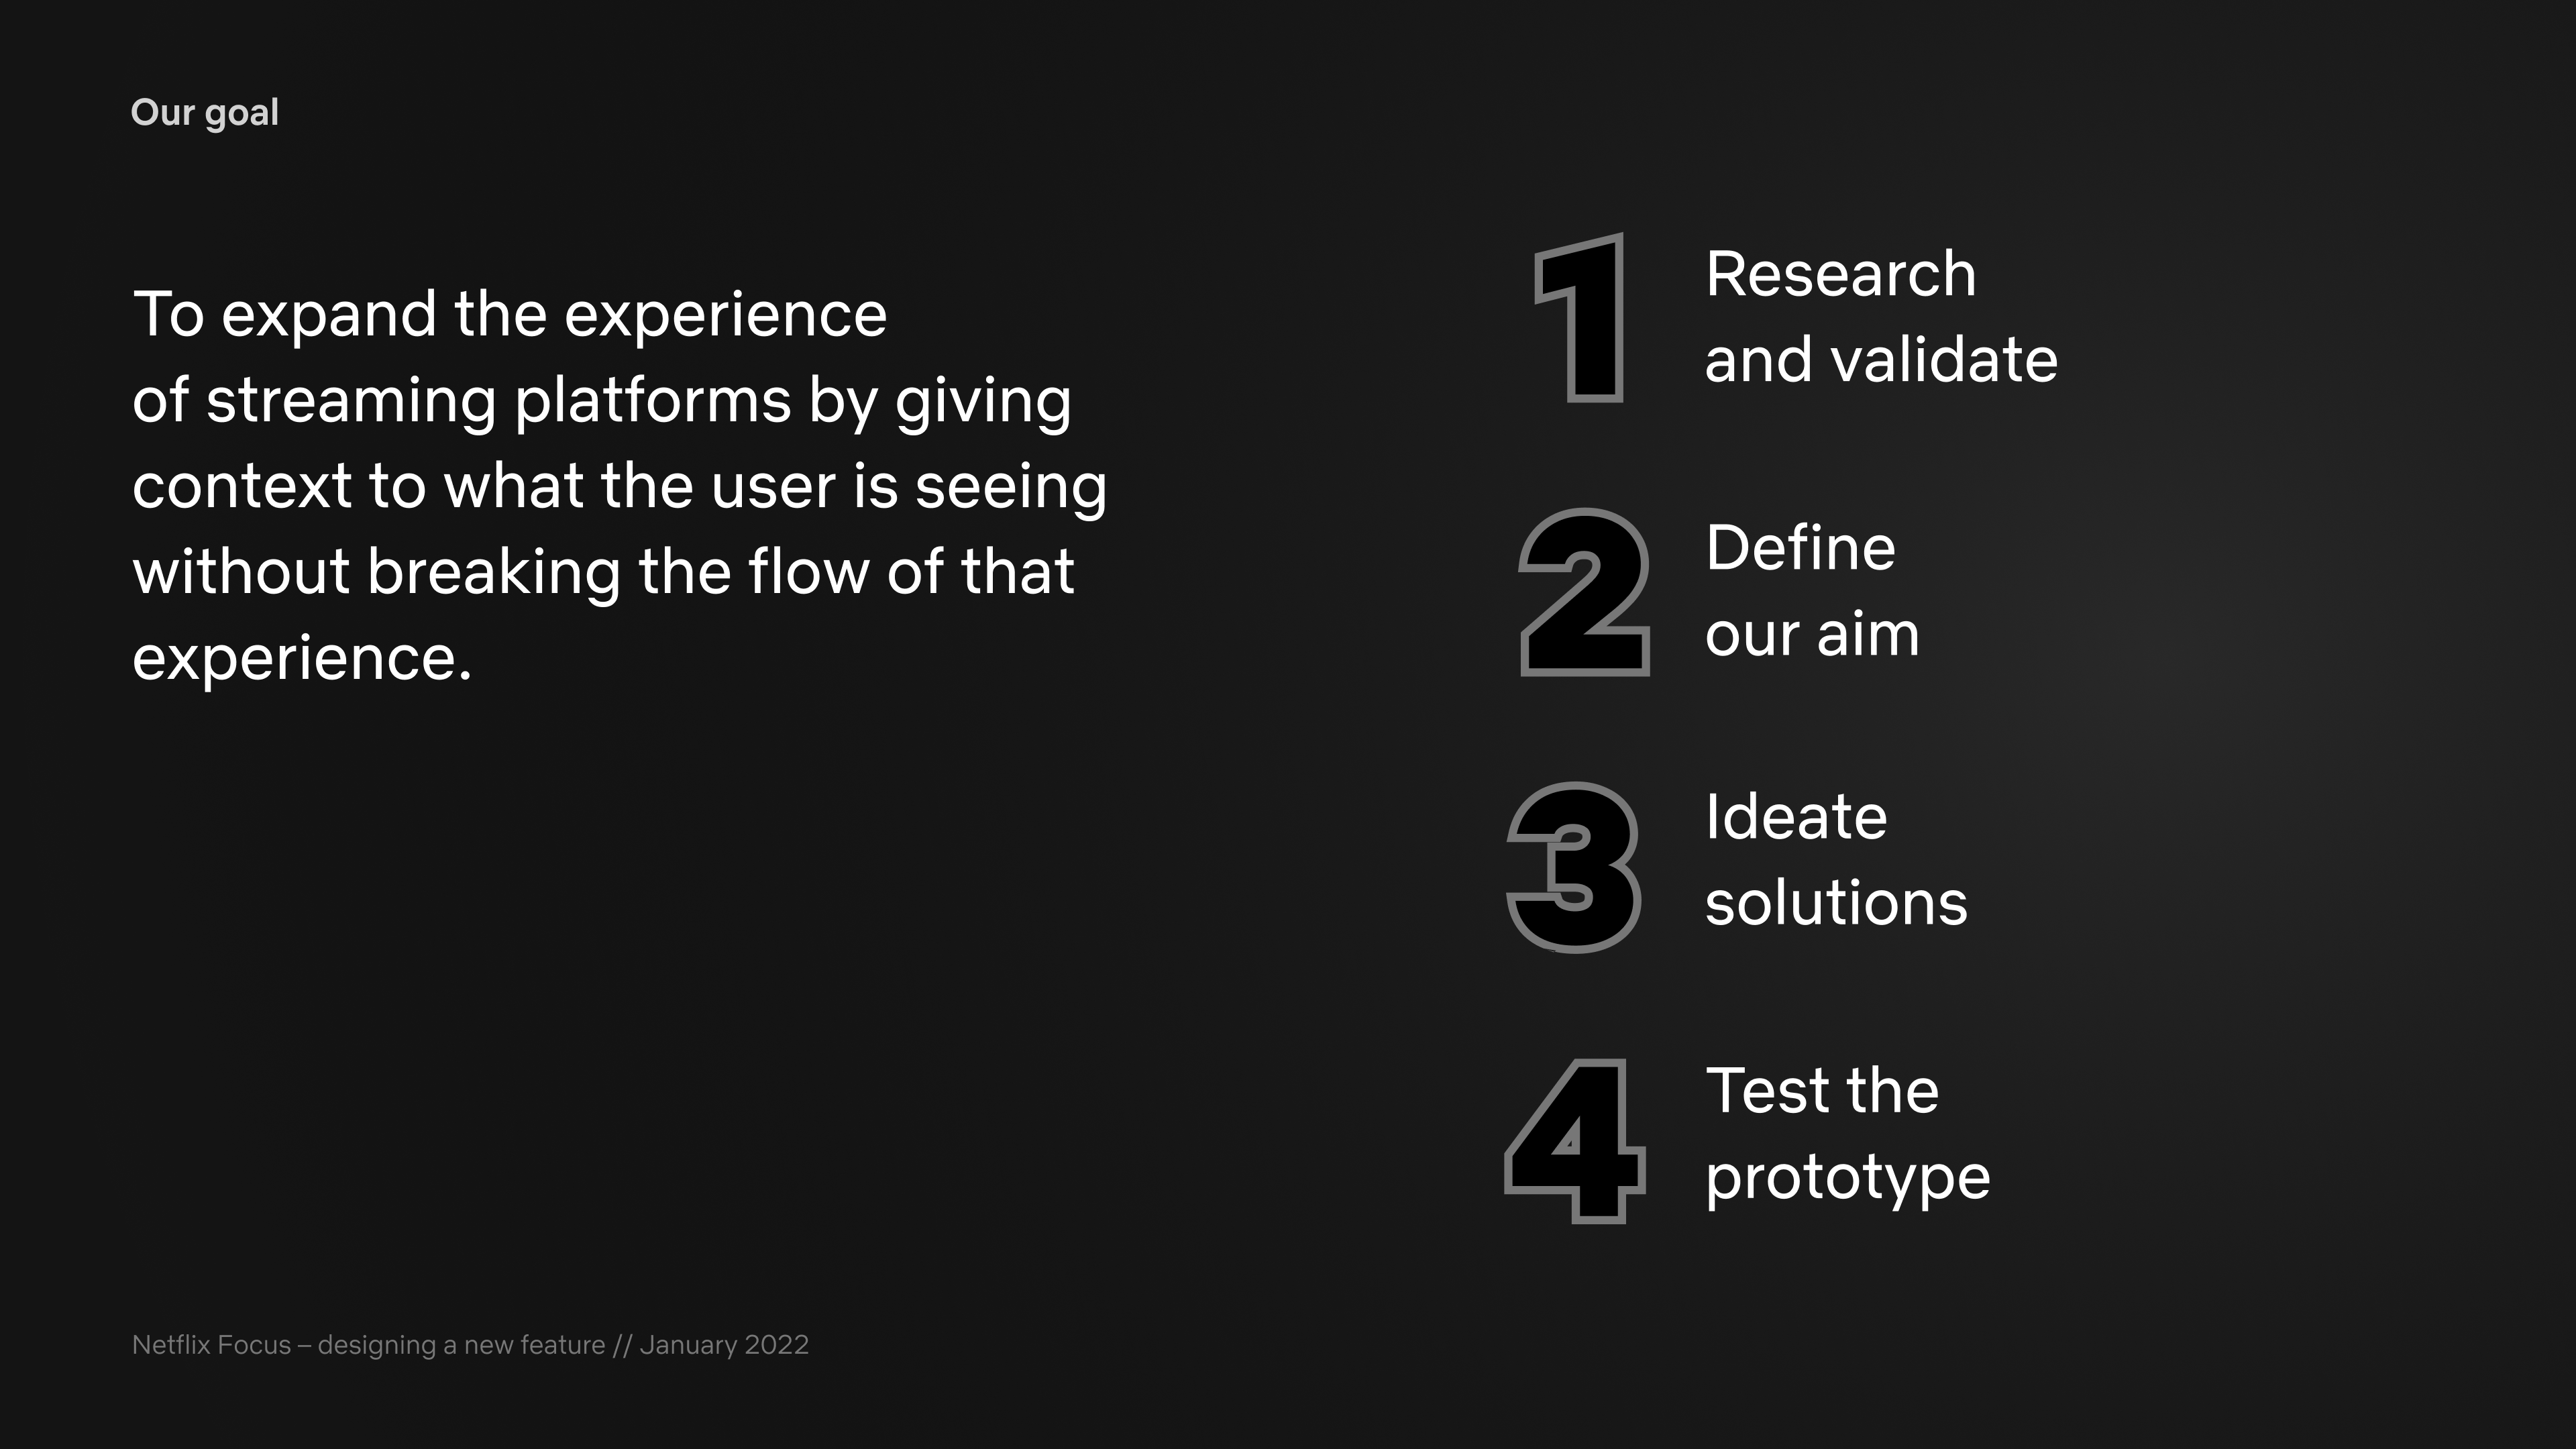 Our goal
To expand the experience
of streaming platforms by giving
context to what the user is seeing
without breaking the flow of that
experience.
1
Research
and validate
2
Define
our aim
3
Ideate
solutions
4
Test the
prototype
Netflix Focus – designing a new feature // January 2022